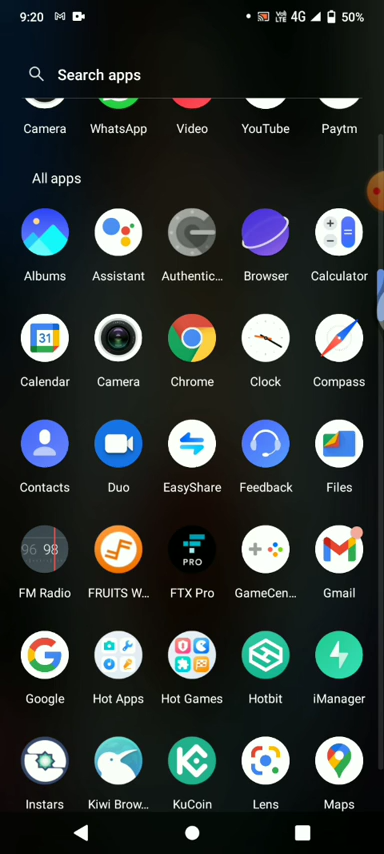 9:20 VoD LTE 4G 50%
Search apps
Camera WhatsApp Video YouTube Paytm
All apps
Albums Assistant Authentic... Browser Calculator
31
Calendar Camera Chrome Clock Compass
Contacts Duo EasyShare Feedback Files
96 98
PRO
FM Radio FRUITS W... FTX Pro GameCen... Gmail
Google Hot Apps Hot Games Hotbit iManager
Instars Kiwi Brow... KuCoin Lens Maps